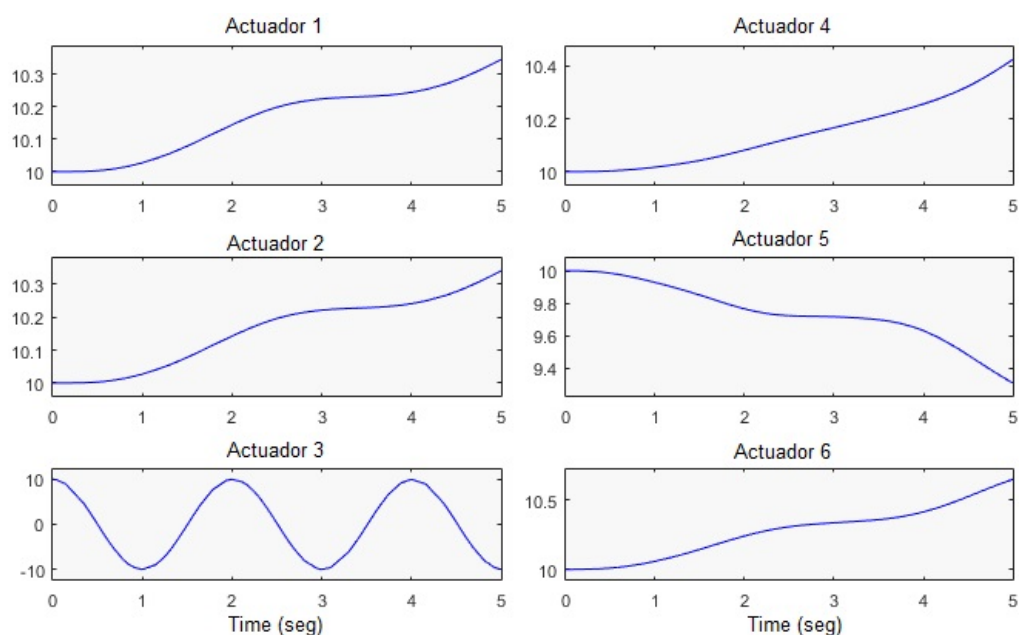 Actuador 1
10.3
10.2
10.1
10
0 1 2 3 4 5
Actuador 2
10.3
10.2
10.1
10
0 1 2 3 4 5
Actuador 3
10
0
-10
0 1 2 3 4 5
Time (seg)
Actuador 4
10.4
10.2
10
0 1 2 3 4 5
Actuador 5
10
9.8
9.6
9.4
0 1 2 3 4 5
Actuador 6
10.5
10
0 1 2 3 4 5
Time (seg)